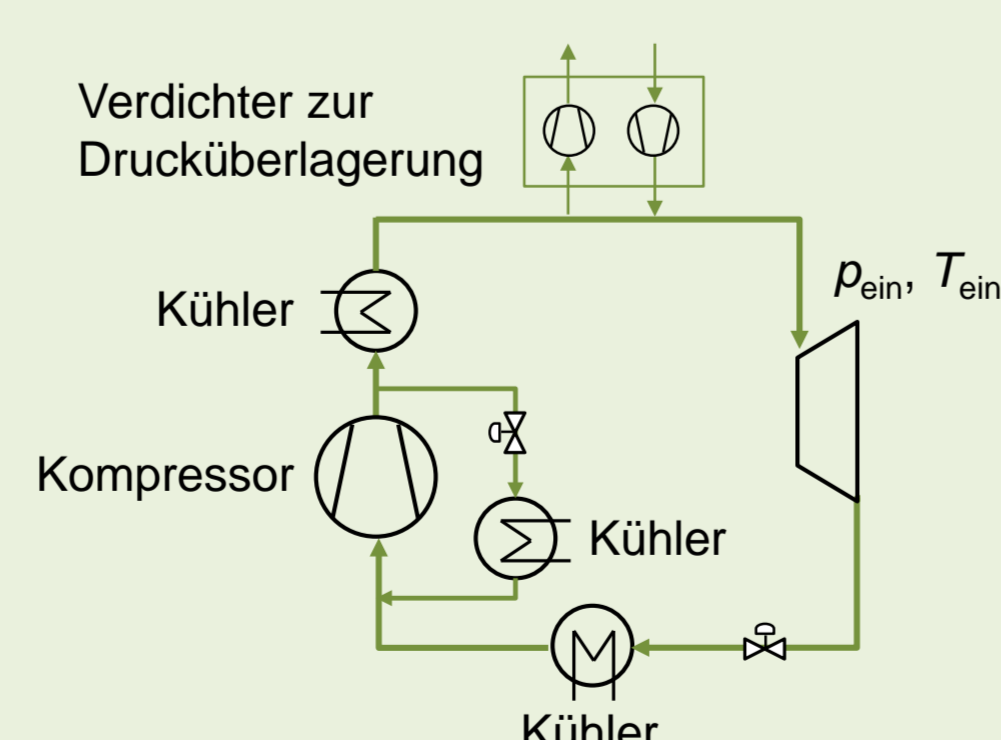 Verdichter zur
Drucküberlagerung
p_ein, T_ein
Kühler
Kompressor
Kühler
Kühler